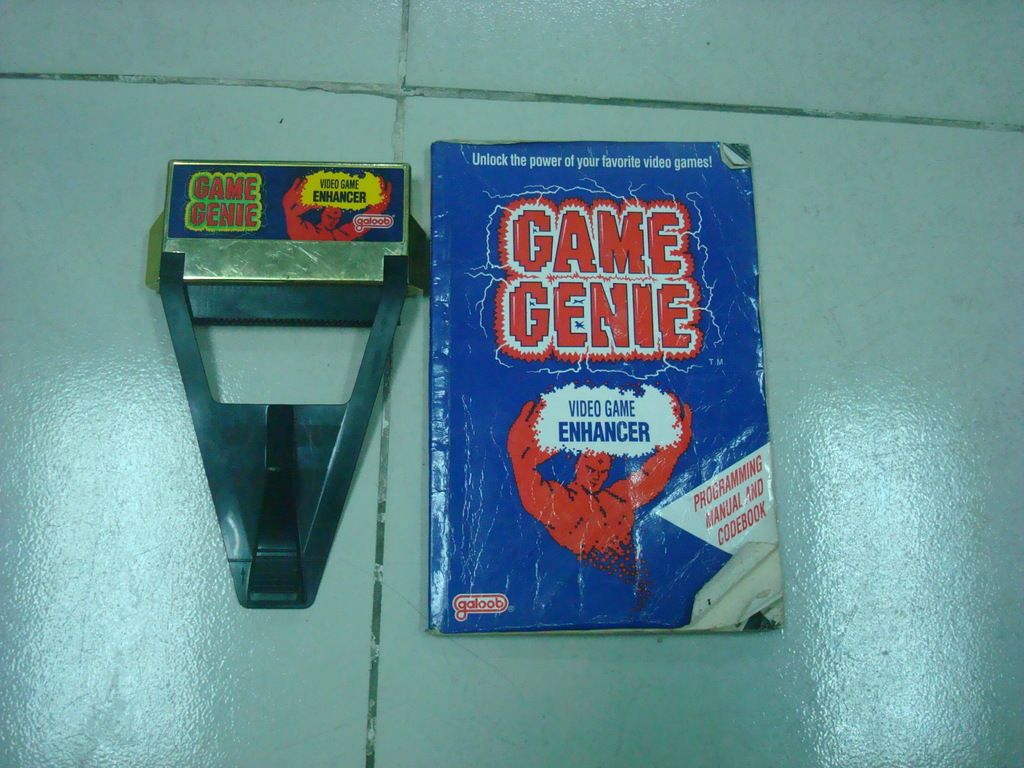 GAME
GENIE
VIDEO GAME
ENHANCER
galoob
Unlock the power of your favorite video games!
GAME
GENIE
T.M.
VIDEO GAME
ENHANCER
PROGRAMMING
MANUAL AND
CODEBOOK
galoob®